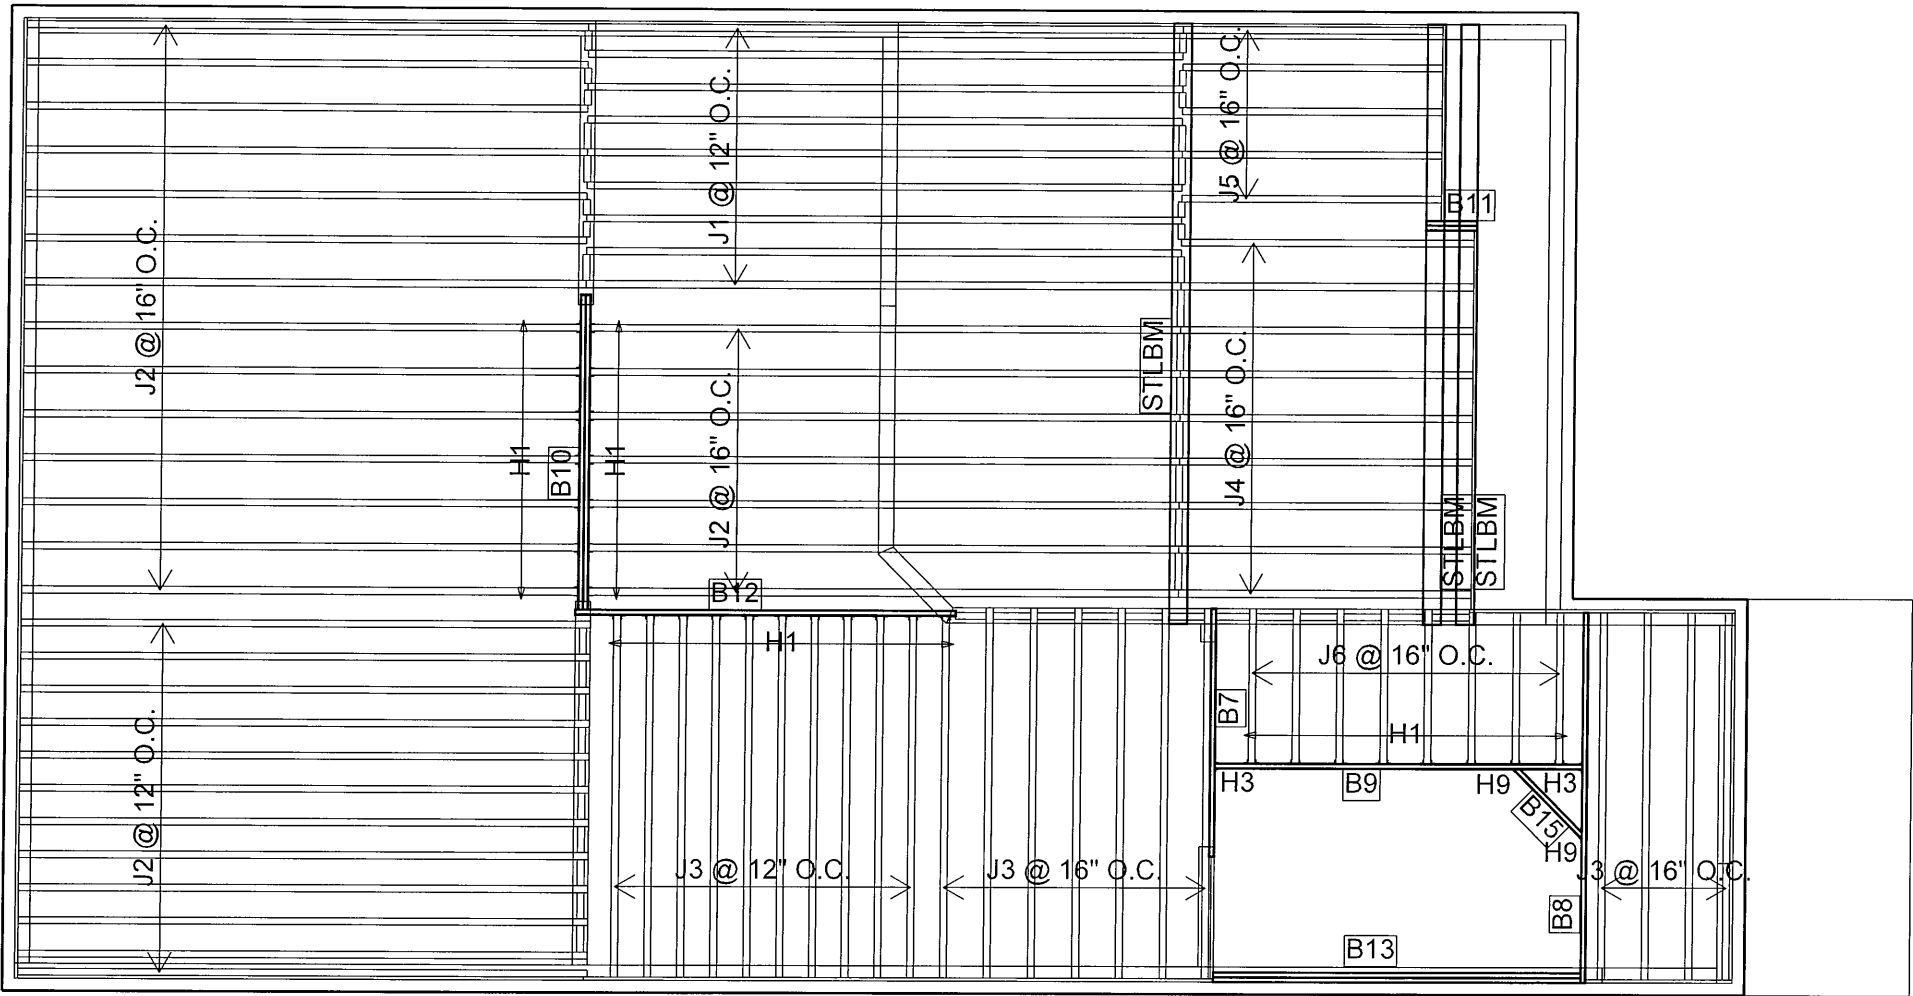 J2 @ 16" O.C.
J1 @ 12" O.C.
J5 @ 16" O.C.
B11
STLBM
H1
B10
H1
J2 @ 16" O.C.
J4 @ 16" O.C.
STLBM
STLBM
B12
H1
J6 @ 16" O.C.
B7
H1
J2 @ 12" O.C.
H3
B9
H9
H3
B15
H9
J3 @ 12" O.C.
J3 @ 16" O.C.
J3 @ 16" O.C.
B8
B13